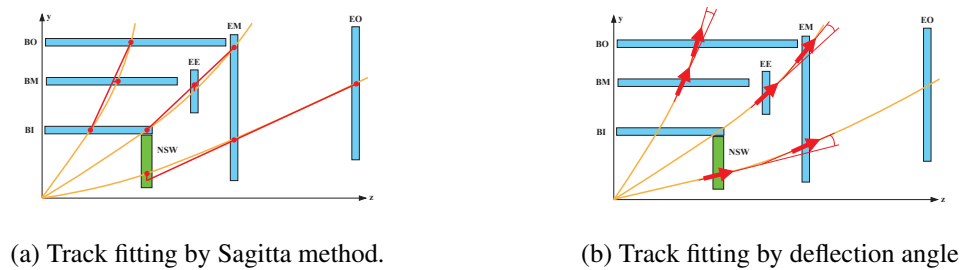 y
BO
BM
BI
EE
EM
EO
NSW
z
y
BO
BM
BI
EE
EM
EO
NSW
z
(a) Track fitting by Sagitta method.
(b) Track fitting by deflection angle